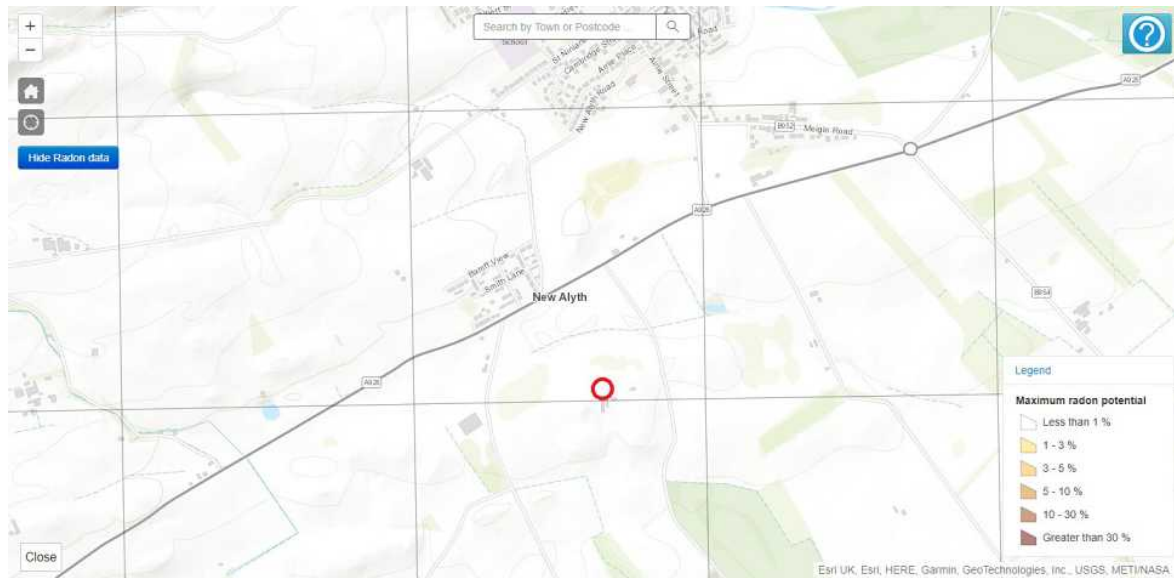 +
−
Search by Town or Postcode ...
School
St Ninians
Cambridge Street
Airlie Place
Airlie Street
Road
New Alyth Road
A926
B952
Meigle Road
Hide Radon data
A926
Bamff View
Smith Lane
New Alyth
B954
A926
Legend
Maximum radon potential
Less than 1 %
1 - 3 %
3 - 5 %
5 - 10 %
10 - 30 %
Greater than 30 %
Close
Esri UK, Esri, HERE, Garmin, GeoTechnologies, Inc., USGS, METI/NASA